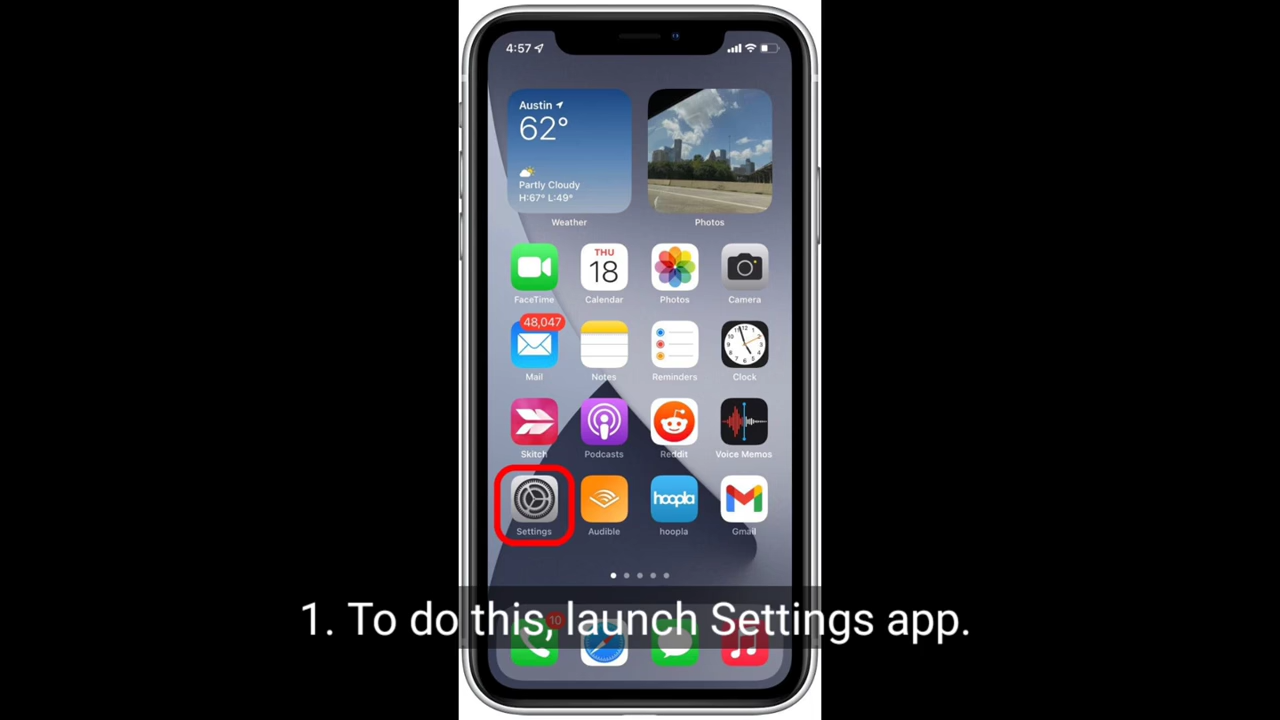 4:57
Austin
62°
Partly Cloudy
H:67° L:49°
Weather
Photos
FaceTime
THU
18
Calendar
Photos
Camera
48,047
Mail
Notes
Reminders
Clock
Skitch
Podcasts
Reddit
Voice Memos
Settings
Audible
hoopla
hoopla
Gmail
10
1. To do this, launch Settings app.